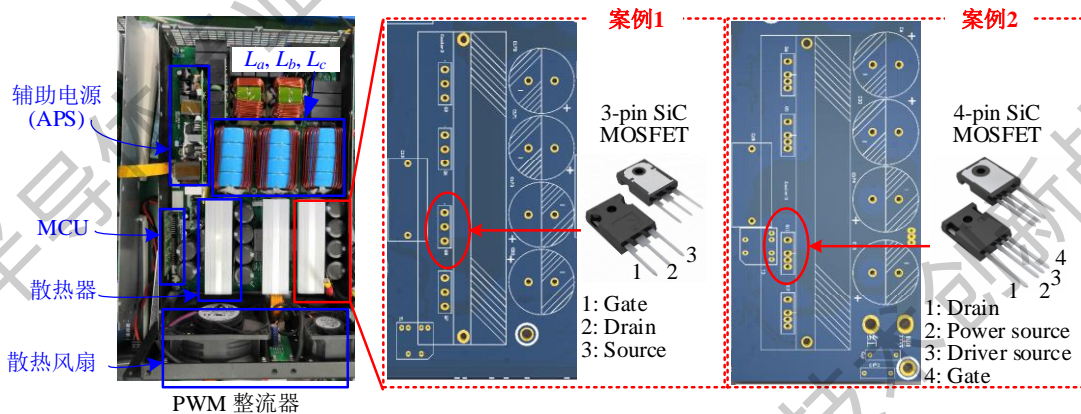 案例1
案例2
La, Lb, Lc
辅助电源
(APS)
MCU
散热器
散热风扇
PWM 整流器
3-pin SiC
MOSFET
1 2 3
1: Gate
2: Drain
3: Source
4-pin SiC
MOSFET
1 2 3 4
1: Drain
2: Power source
3: Driver source
4: Gate